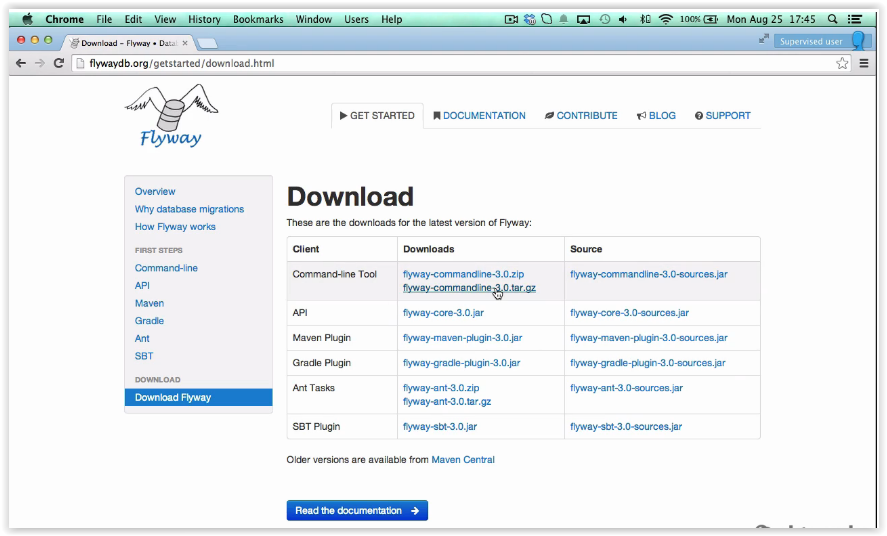 Chrome File Edit View History Bookmarks Window Users Help 100% Mon Aug 25 17:45
Download – Flyway • Datab
Supervised user
flywaydb.org/getstarted/download.html
Flyway
GET STARTED DOCUMENTATION CONTRIBUTE BLOG SUPPORT
Overview
Why database migrations
How Flyway works
FIRST STEPS
Command-line
API
Maven
Gradle
Ant
SBT
DOWNLOAD
Download Flyway
Download
These are the downloads for the latest version of Flyway:
Client Downloads Source
Command-line Tool flyway-commandline-3.0.zip flyway-commandline-3.0-sources.jar
flyway-commandline-3.0.tar.gz
API flyway-core-3.0.jar flyway-core-3.0-sources.jar
Maven Plugin flyway-maven-plugin-3.0.jar flyway-maven-plugin-3.0-sources.jar
Gradle Plugin flyway-gradle-plugin-3.0.jar flyway-gradle-plugin-3.0-sources.jar
Ant Tasks flyway-ant-3.0.zip flyway-ant-3.0-sources.jar
flyway-ant-3.0.tar.gz
SBT Plugin flyway-sbt-3.0.jar flyway-sbt-3.0-sources.jar
Older versions are available from Maven Central
Read the documentation